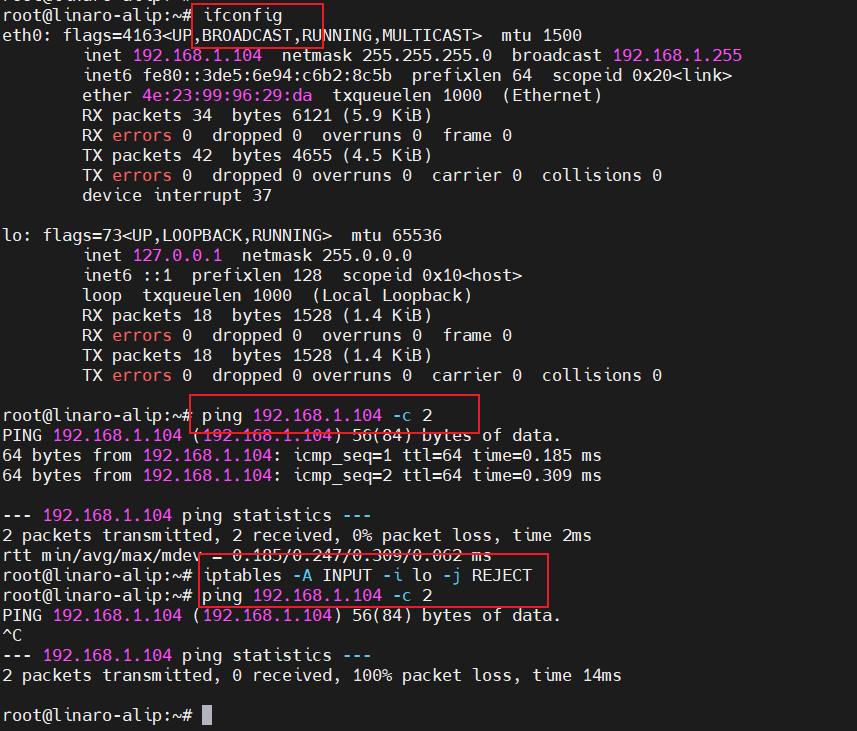 root@linaro-alip:~# ifconfig
eth0: flags=4163<UP,BROADCAST,RUNNING,MULTICAST>  mtu 1500
        inet 192.168.1.104  netmask 255.255.255.0  broadcast 192.168.1.255
        inet6 fe80::3de5:6e94:c6b2:8c5b  prefixlen 64  scopeid 0x20<link>
        ether 4e:23:99:96:29:da  txqueuelen 1000  (Ethernet)
        RX packets 34  bytes 6121 (5.9 KiB)
        RX errors 0  dropped 0  overruns 0  frame 0
        TX packets 42  bytes 4655 (4.5 KiB)
        TX errors 0  dropped 0 overruns 0  carrier 0  collisions 0
        device interrupt 37
lo: flags=73<UP,LOOPBACK,RUNNING>  mtu 65536
        inet 127.0.0.1  netmask 255.0.0.0
        inet6 ::1  prefixlen 128  scopeid 0x10<host>
        loop  txqueuelen 1000  (Local Loopback)
        RX packets 18  bytes 1528 (1.4 KiB)
        RX errors 0  dropped 0  overruns 0  frame 0
        TX packets 18  bytes 1528 (1.4 KiB)
        TX errors 0  dropped 0 overruns 0  carrier 0  collisions 0
root@linaro-alip:~# ping 192.168.1.104 -c 2
PING 192.168.1.104 (192.168.1.104) 56(84) bytes of data.
64 bytes from 192.168.1.104: icmp_seq=1 ttl=64 time=0.185 ms
64 bytes from 192.168.1.104: icmp_seq=2 ttl=64 time=0.309 ms
--- 192.168.1.104 ping statistics ---
2 packets transmitted, 2 received, 0% packet loss, time 2ms
rtt min/avg/max/mdev = 0.185/0.247/0.309/0.062 ms
root@linaro-alip:~# iptables -A INPUT -i lo -j REJECT
root@linaro-alip:~# ping 192.168.1.104 -c 2
PING 192.168.1.104 (192.168.1.104) 56(84) bytes of data.
^C
--- 192.168.1.104 ping statistics ---
2 packets transmitted, 0 received, 100% packet loss, time 14ms
root@linaro-alip:~#